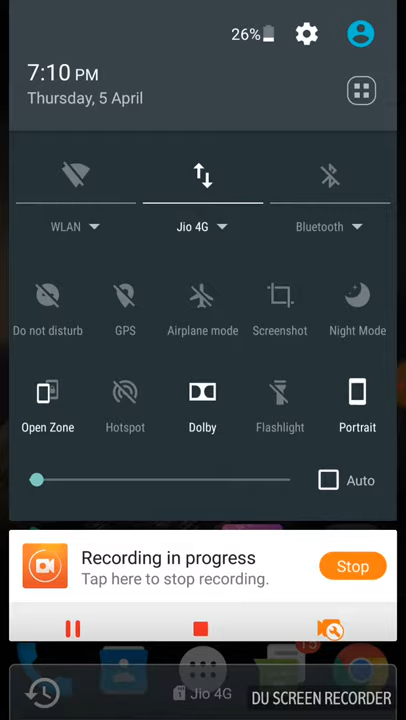 26%
7:10 PM
Thursday, 5 April
WLAN
Jio 4G
Bluetooth
Do not disturb
GPS
Airplane mode
Screenshot
Night Mode
Open Zone
Hotspot
Dolby
Flashlight
Portrait
Auto
Recording in progress
Stop
Tap here to stop recording.
15
Jio 4G
DU SCREEN RECORDER